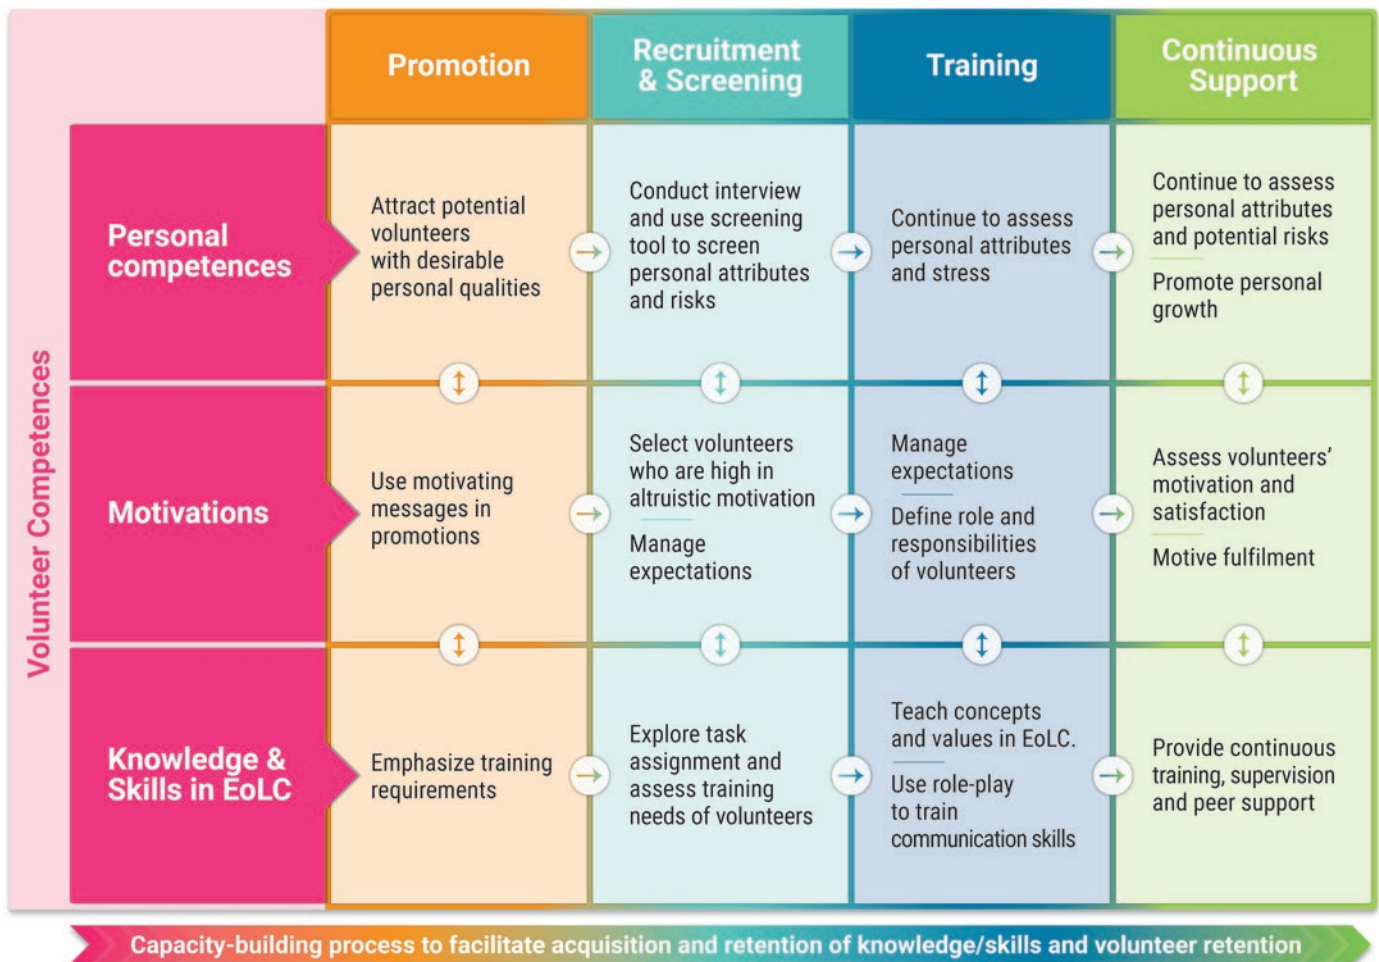 Promotion
Recruitment
& Screening
Training
Continuous
Support
Volunteer Competences
Personal
competences
Attract potential
volunteers
with desirable
personal qualities
Conduct interview
and use screening
tool to screen
personal attributes
and risks
Continue to assess
personal attributes
and stress
Continue to assess
personal attributes
and potential risks
Promote personal
growth
Motivations
Use motivating
messages in
promotions
Select volunteers
who are high in
altruistic motivation
Manage
expectations
Manage
expectations
Define role and
responsibilities
of volunteers
Assess volunteers’
motivation and
satisfaction
Motive fulfilment
Knowledge &
Skills in EoLC
Emphasize training
requirements
Explore task
assignment and
assess training
needs of volunteers
Teach concepts
and values in EoLC.
Use role-play
to train
communication skills
Provide continuous
training, supervision
and peer support
Capacity-building process to facilitate acquisition and retention of knowledge/skills and volunteer retention